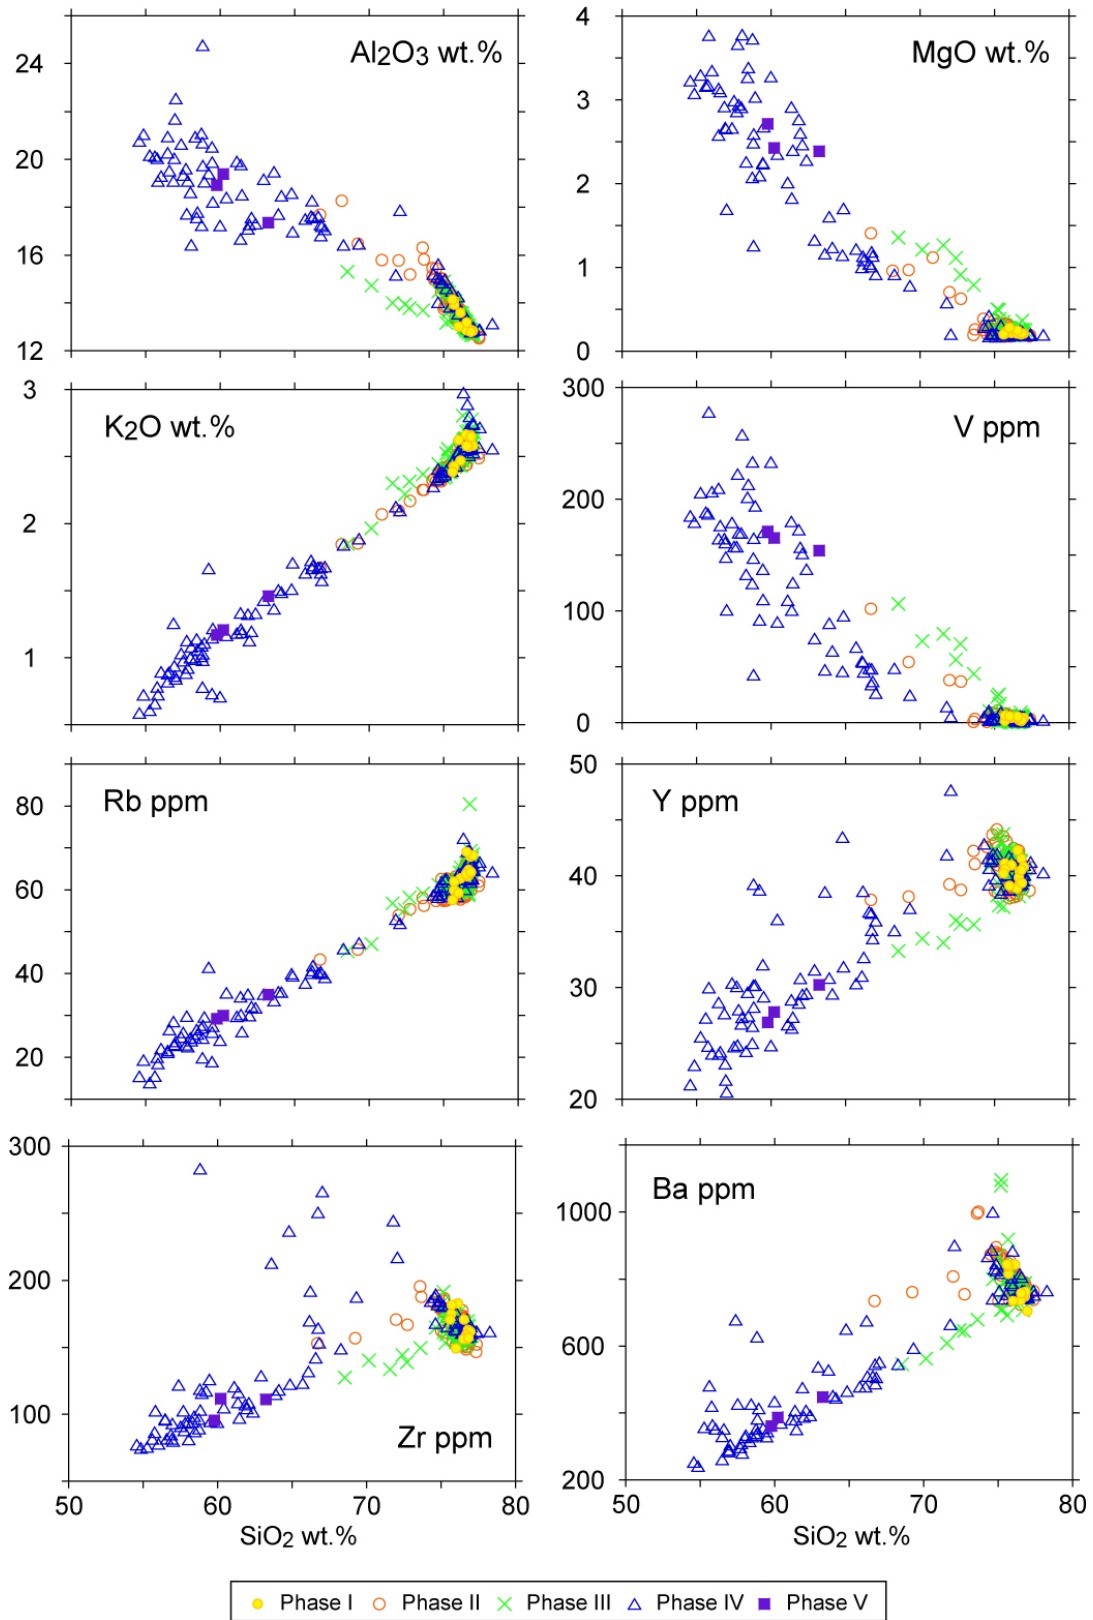 Al2O3 wt.%
24
20
16
12
MgO wt.%
4
3
2
1
0
K2O wt.%
3
2
1
V ppm
300
200
100
0
Rb ppm
80
60
40
20
Y ppm
50
40
30
20
Zr ppm
300
200
100
50 60 70 80
SiO2 wt.%
Ba ppm
1000
600
200
50 60 70 80
SiO2 wt.%
Phase I Phase II Phase III Phase IV Phase V